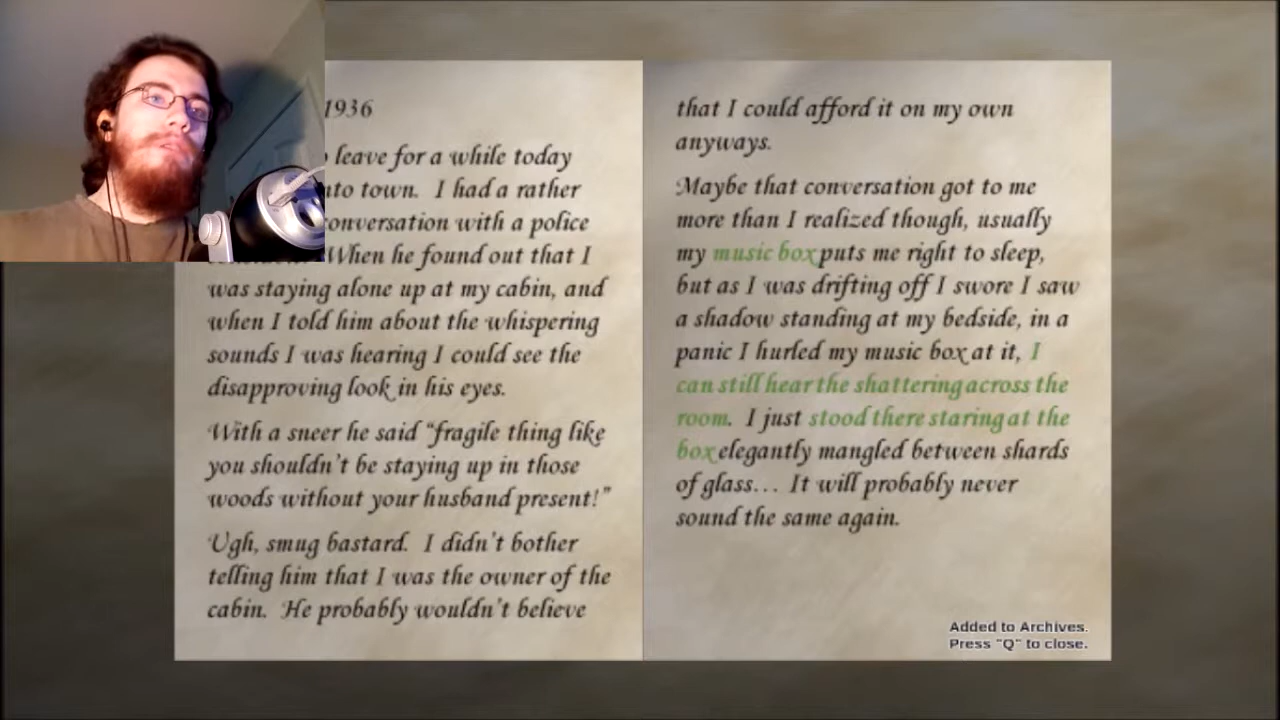 1936
leave for a while today
into town. I had a rather
conversation with a police
When he found out that I
was staying alone up at my cabin, and
when I told him about the whispering
sounds I was hearing I could see the
disapproving look in his eyes.
With a sneer he said “fragile thing like
you shouldn’t be staying up in those
woods without your husband present!”
Ugh, smug bastard. I didn’t bother
telling him that I was the owner of the
cabin. He probably wouldn’t believe
that I could afford it on my own
anyways.
Maybe that conversation got to me
more than I realized though, usually
my music box puts me right to sleep,
but as I was drifting off I swore I saw
a shadow standing at my bedside, in a
panic I hurled my music box at it, I
can still hear the shattering across the
room. I just stood there staring at the
box elegantly mangled between shards
of glass... It will probably never
sound the same again.
Added to Archives.
Press "Q" to close.